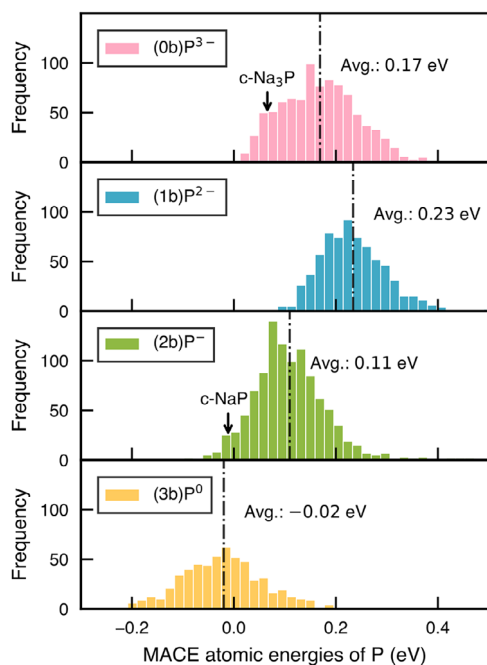 (0b)P³⁻
Avg.: 0.17 eV
c-Na₃P
Frequency
100
50
0
(1b)P²⁻
Avg.: 0.23 eV
Frequency
100
50
0
(2b)P⁻
Avg.: 0.11 eV
c-NaP
Frequency
100
50
0
(3b)P⁰
Avg.: −0.02 eV
Frequency
100
50
0
−0.2 0.0 0.2 0.4
MACE atomic energies of P (eV)